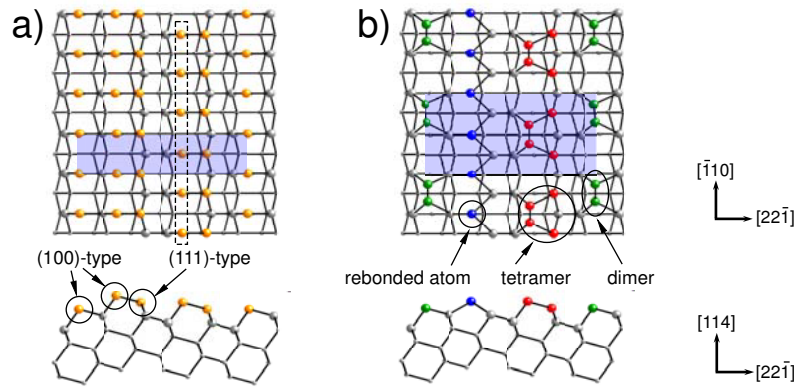 a)
b)
[1̄10]
[221̄]
(100)-type
(111)-type
rebonded atom
tetramer
dimer
[114]
[221̄]